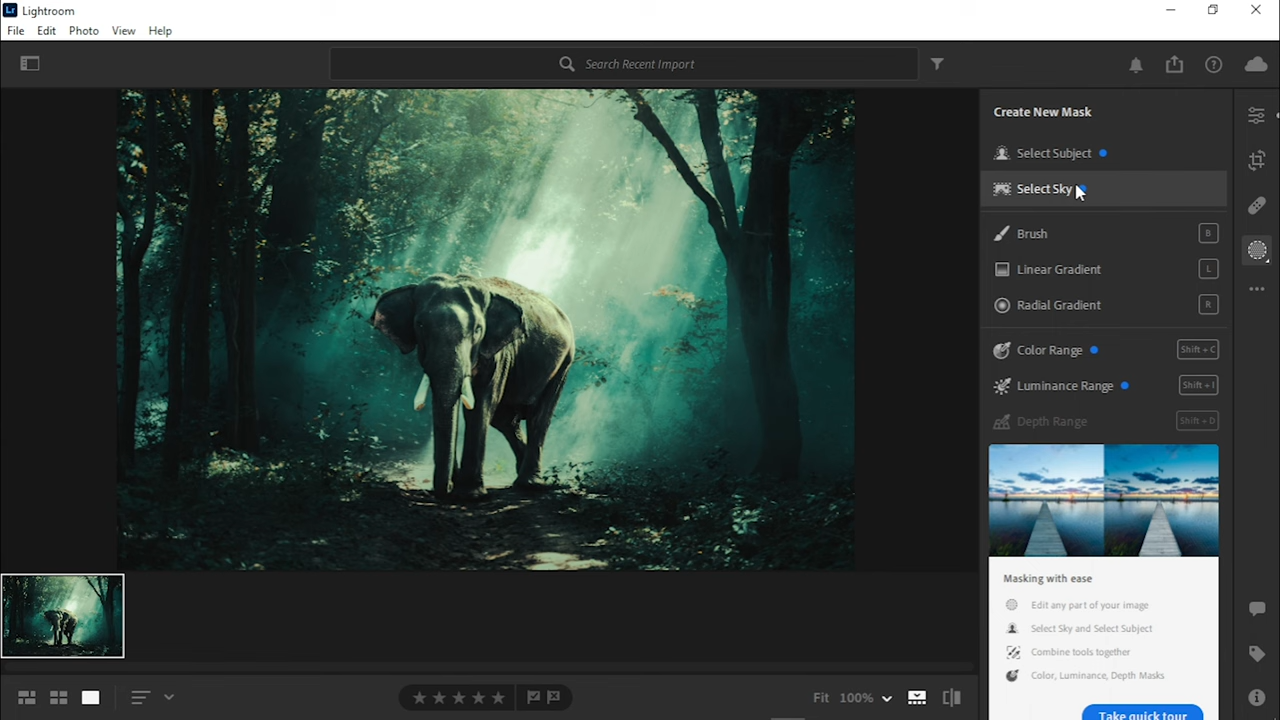 Lr Lightroom
File Edit Photo View Help
Search Recent Import
Create New Mask
Select Subject
Select Sky
Brush B
Linear Gradient L
Radial Gradient R
Color Range Shift + C
Luminance Range Shift + I
Depth Range Shift + D
Masking with ease
Edit any part of your image
Select Sky and Select Subject
Combine tools together
Color, Luminance, Depth Masks
Take quick tour
Fit 100%